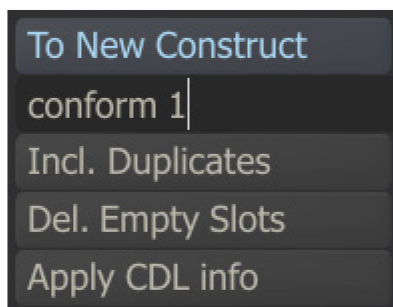 To New Construct
conform 1
Incl. Duplicates
Del. Empty Slots
Apply CDL info